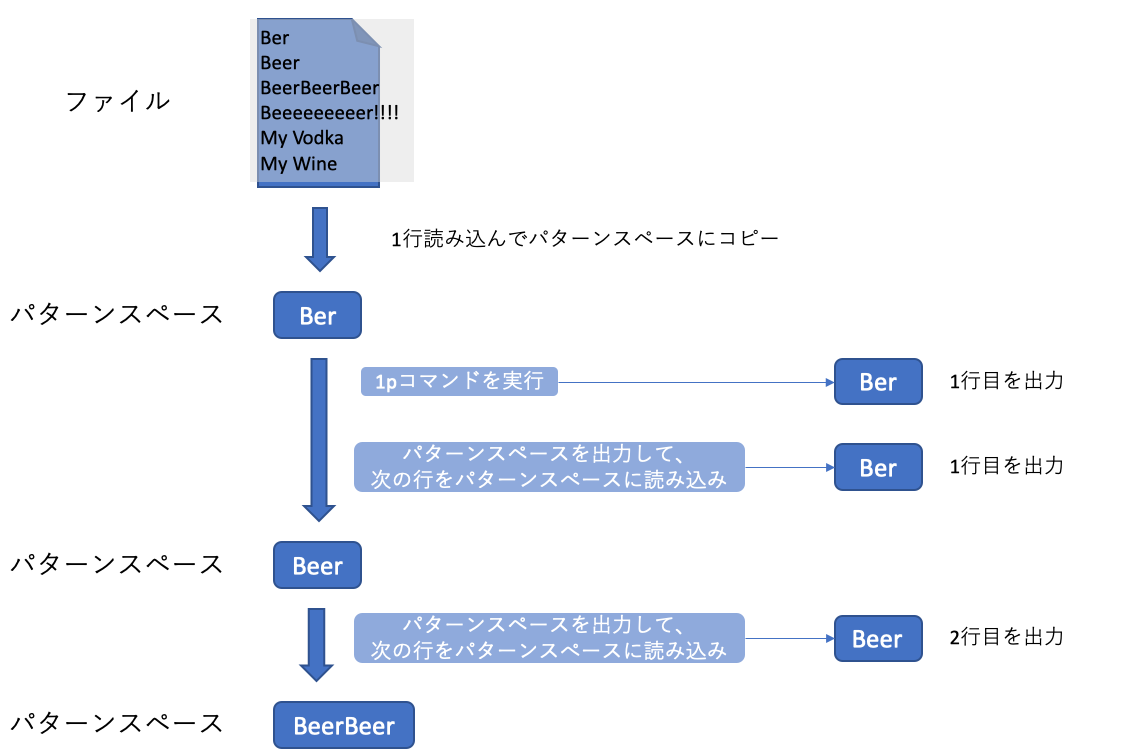 ファイル
Ber
Beer
BeerBeerBeer
Beeeeeeeeer!!!!
My Vodka
My Wine
1行読み込んでパターンスペースにコピー
パターンスペース
Ber
1pコマンドを実行
Ber
1行目を出力
パターンスペースを出力して、
次の行をパターンスペースに読み込み
Ber
1行目を出力
パターンスペース
Beer
パターンスペースを出力して、
次の行をパターンスペースに読み込み
Beer
2行目を出力
パターンスペース
BeerBeer